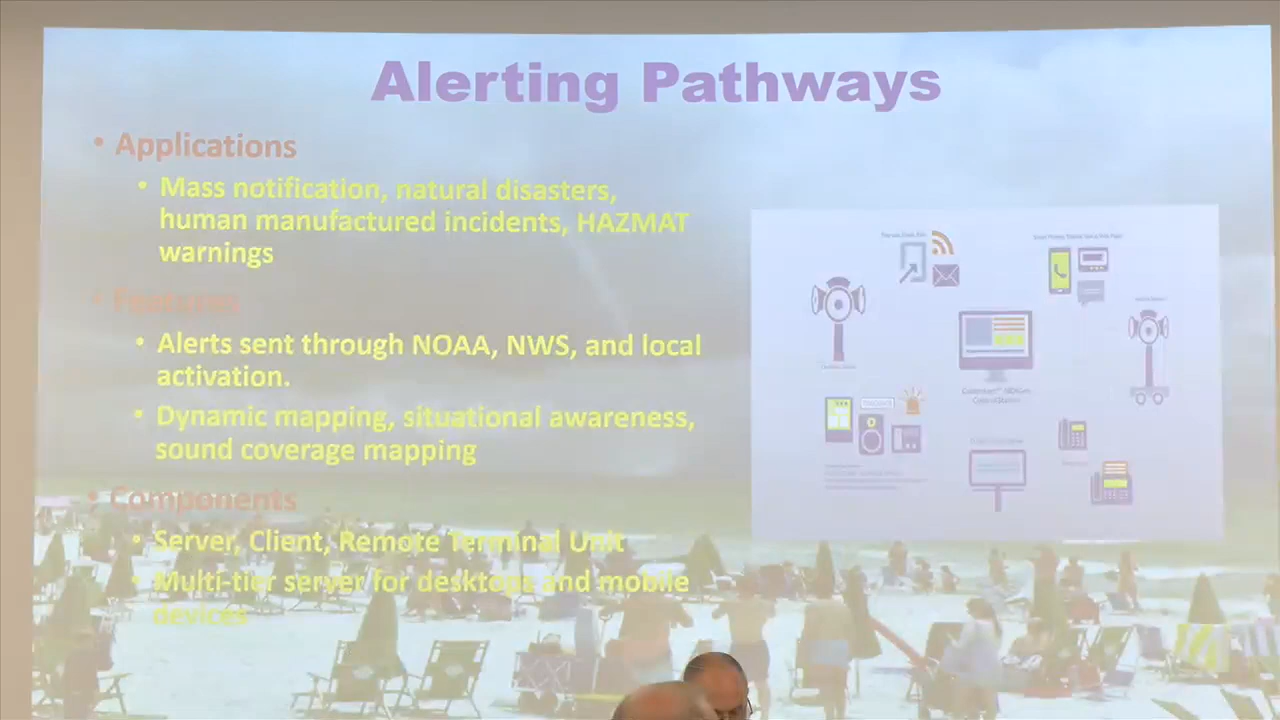 Alerting Pathways
• Applications
• Mass notification, natural disasters,
human manufactured incidents, HAZMAT
warnings
• Features
• Alerts sent through NOAA, NWS, and local
activation.
• Dynamic mapping, situational awareness,
sound coverage mapping
• Components
• Server, Client, Remote Terminal Unit
• Multi-tier server for desktops and mobile
devices